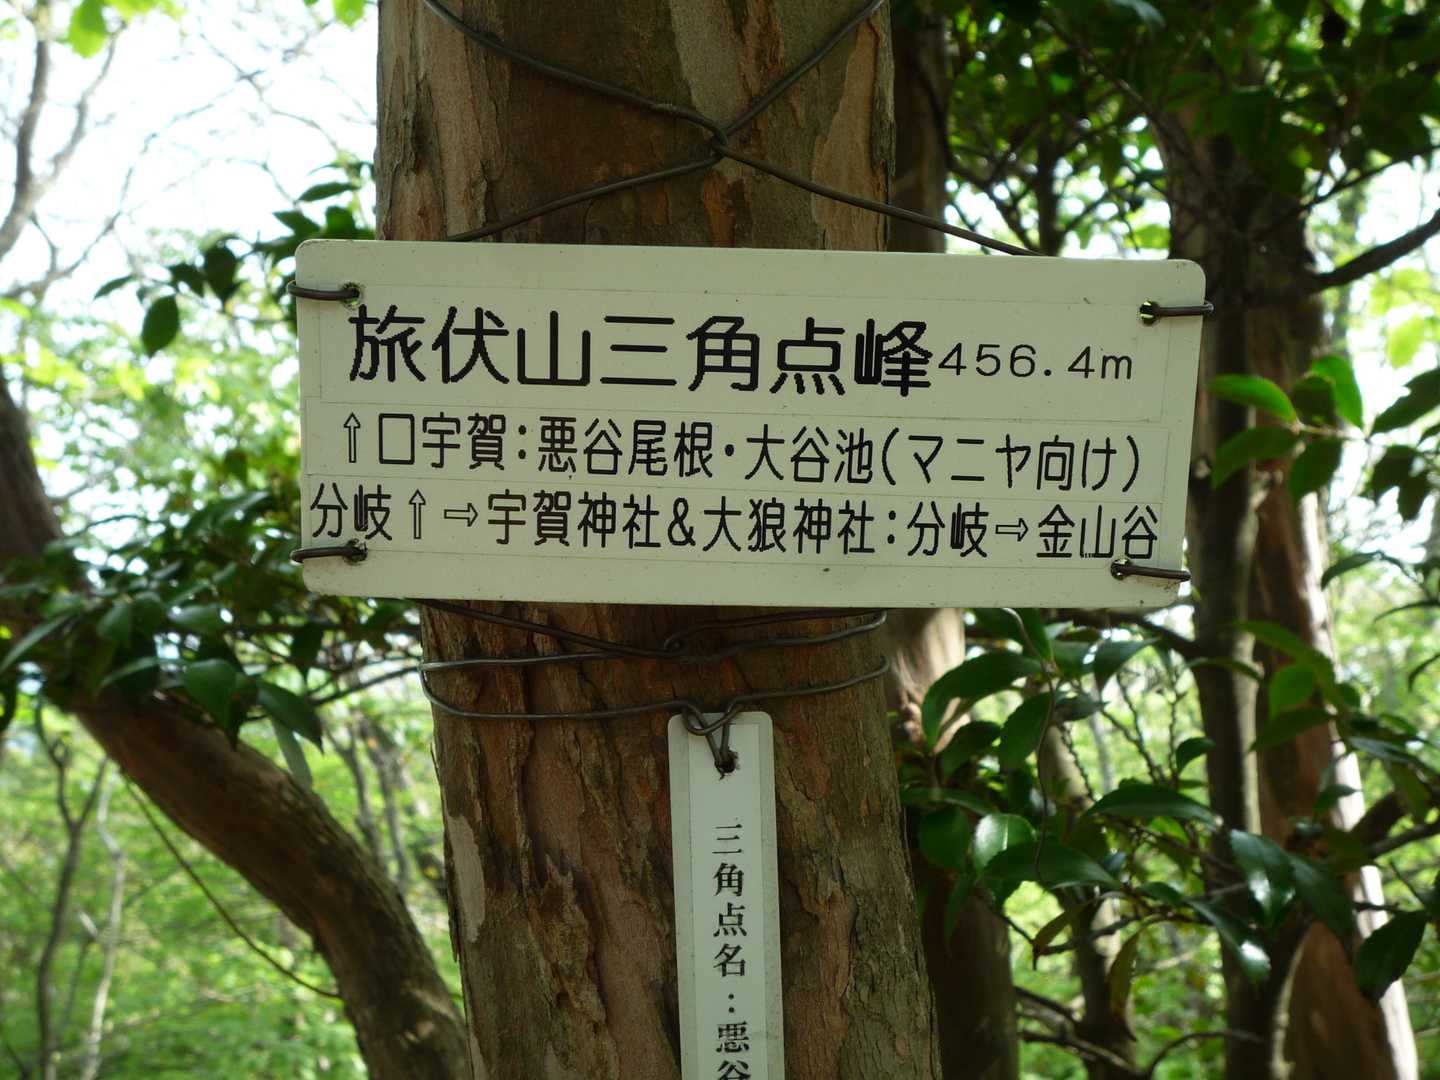 旅伏山三角点峰456.4m
⇧口宇賀:悪谷尾根・大谷池(マニヤ向け)
分岐⇧⇨宇賀神社&大狼神社:分岐⇨金山谷
三角点名:悪谷